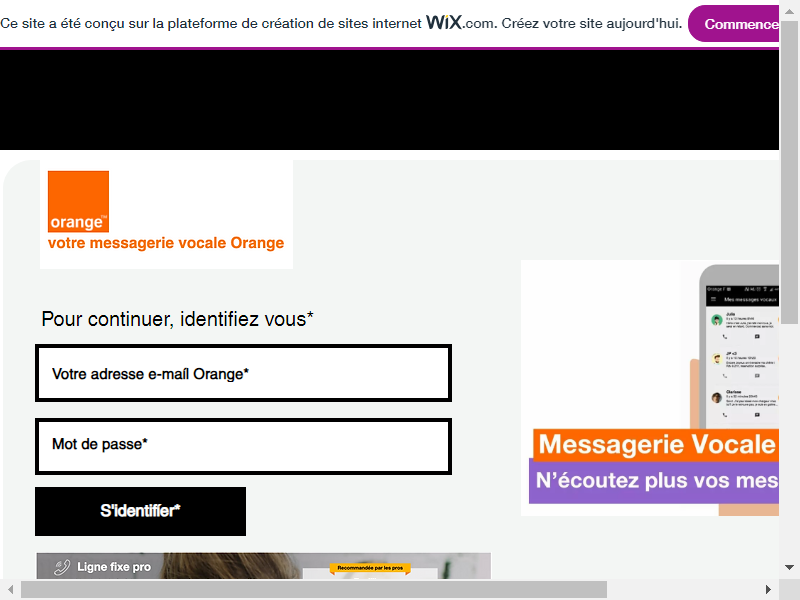 Ce site a été conçu sur la plateforme de création de sites internet WiX.com. Créez votre site aujourd'hui.
Commence
orange™
votre messagerie vocale Orange
Pour continuer, identifiez vous*
Votre adresse e-mail Orange*
Mot de passe*
S'identifier*
Mes messages vocaux
Julie
JP <3
Clarisse
Messagerie Vocale
N'écoutez plus vos mes
Ligne fixe pro
Recommandée par les pros